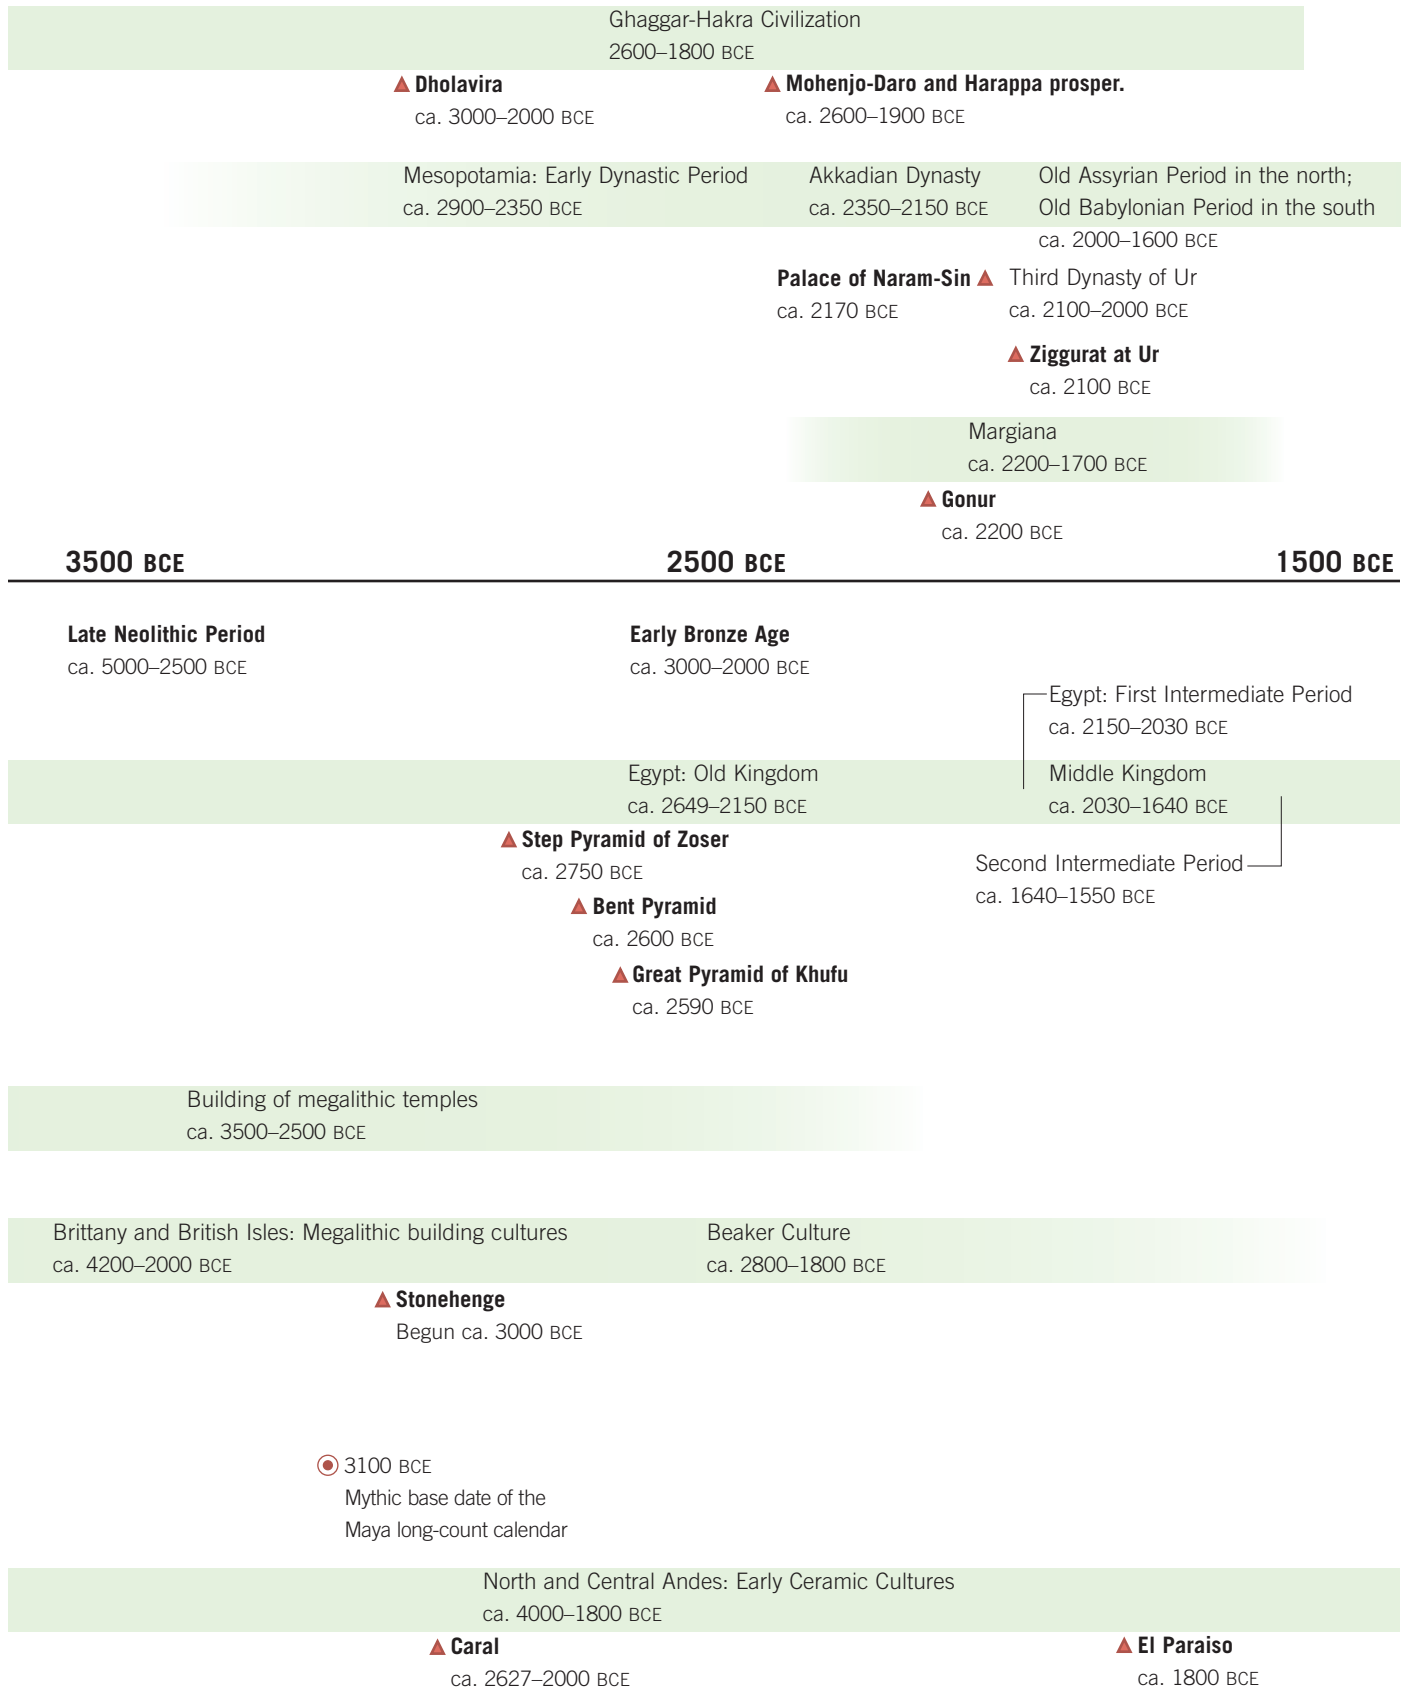 Ghaggar-Hakra Civilization
2600–1800 BCE
Dholavira
ca. 3000–2000 BCE
Mohenjo-Daro and Harappa prosper.
ca. 2600–1900 BCE
Mesopotamia: Early Dynastic Period
ca. 2900–2350 BCE
Akkadian Dynasty
ca. 2350–2150 BCE
Old Assyrian Period in the north;
Old Babylonian Period in the south
ca. 2000–1600 BCE
Palace of Naram-Sin
ca. 2170 BCE
Third Dynasty of Ur
ca. 2100–2000 BCE
Ziggurat at Ur
ca. 2100 BCE
Margiana
ca. 2200–1700 BCE
Gonur
ca. 2200 BCE
3500 BCE
2500 BCE
1500 BCE
Late Neolithic Period
ca. 5000–2500 BCE
Early Bronze Age
ca. 3000–2000 BCE
Egypt: First Intermediate Period
ca. 2150–2030 BCE
Egypt: Old Kingdom
ca. 2649–2150 BCE
Middle Kingdom
ca. 2030–1640 BCE
Step Pyramid of Zoser
ca. 2750 BCE
Second Intermediate Period
ca. 1640–1550 BCE
Bent Pyramid
ca. 2600 BCE
Great Pyramid of Khufu
ca. 2590 BCE
Building of megalithic temples
ca. 3500–2500 BCE
Brittany and British Isles: Megalithic building cultures
ca. 4200–2000 BCE
Beaker Culture
ca. 2800–1800 BCE
Stonehenge
Begun ca. 3000 BCE
3100 BCE
Mythic base date of the
Maya long-count calendar
North and Central Andes: Early Ceramic Cultures
ca. 4000–1800 BCE
Caral
ca. 2627–2000 BCE
El Paraiso
ca. 1800 BCE